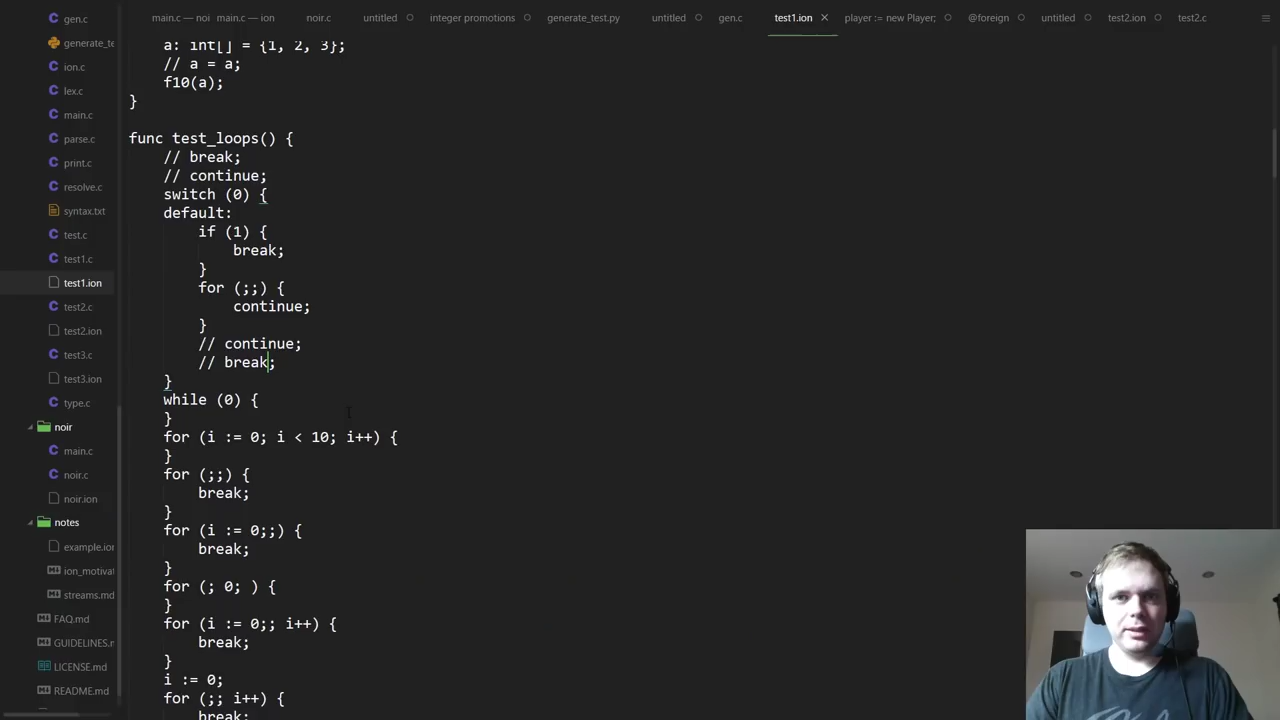 main.c — noi
main.c — ion
noir.c
untitled
integer promotions
generate_test.py
untitled
gen.c
test1.ion
player := new Player;
@foreign
untitled
test2.ion
test2.c
gen.c
generate_te
ion.c
lex.c
main.c
parse.c
print.c
resolve.c
syntax.txt
test.c
test1.c
test1.ion
test2.c
test2.ion
test3.c
test3.ion
type.c
noir
main.c
noir.c
noir.ion
notes
example.ion
ion_motivat
streams.md
FAQ.md
GUIDELINES.m
LICENSE.md
README.md
a: int[] = {1, 2, 3};
// a = a;
f10(a);
}
func test_loops() {
// break;
// continue;
switch (0) {
default:
if (1) {
break;
}
for (;;) {
continue;
}
// continue;
// break;
}
while (0) {
}
for (i := 0; i < 10; i++) {
}
for (;;) {
break;
}
for (i := 0;;) {
break;
}
for (; 0; ) {
}
for (i := 0;; i++) {
break;
}
i := 0;
for (;; i++) {
break;